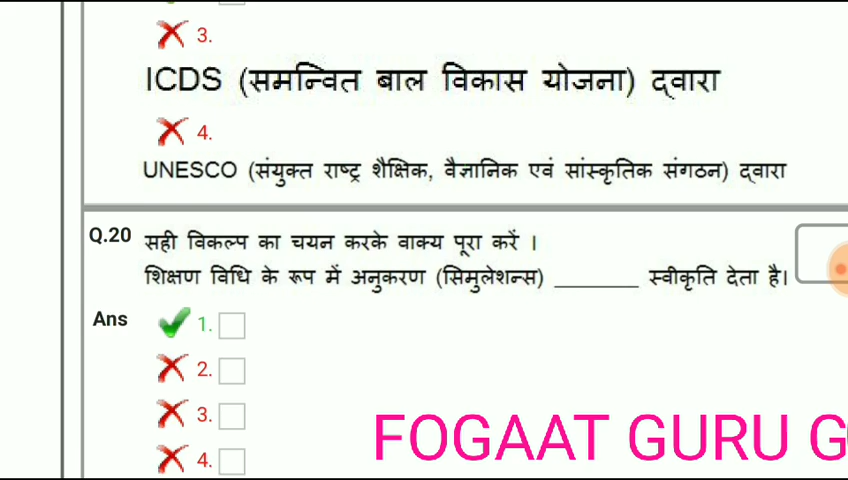 3.
ICDS (समन्वित बाल विकास योजना) द्वारा
4.
UNESCO (संयुक्त राष्ट्र शैक्षिक, वैज्ञानिक एवं सांस्कृतिक संगठन) द्वारा
Q.20 सही विकल्प का चयन करके वाक्य पूरा करें ।
शिक्षण विधि के रूप में अनुकरण (सिमुलेशन्स) ________ स्वीकृति देता है।
Ans 1.
2.
3.
4.
FOGAAT GURU G